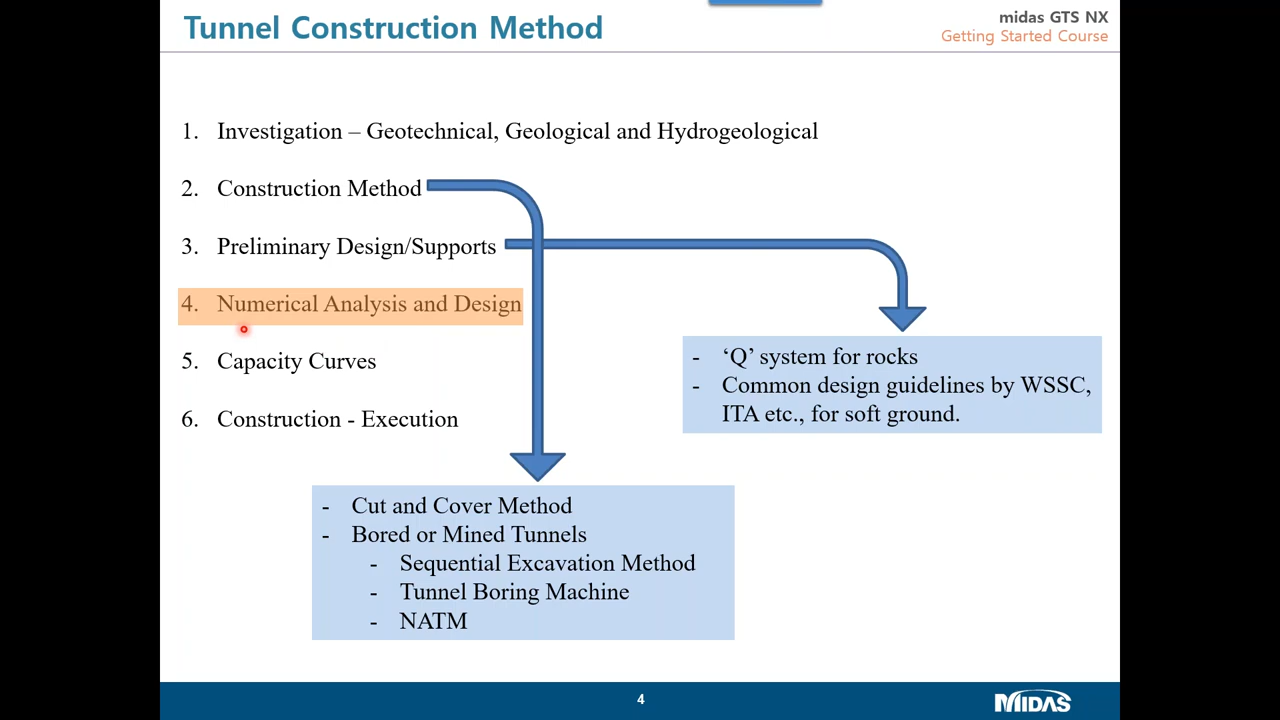 Tunnel Construction Method
midas GTS NX
Getting Started Course
1. Investigation – Geotechnical, Geological and Hydrogeological
2. Construction Method
3. Preliminary Design/Supports
4. Numerical Analysis and Design
5. Capacity Curves
6. Construction - Execution
- ‘Q’ system for rocks
- Common design guidelines by WSSC,
ITA etc., for soft ground.
- Cut and Cover Method
- Bored or Mined Tunnels
- Sequential Excavation Method
- Tunnel Boring Machine
- NATM
4
MIDAS